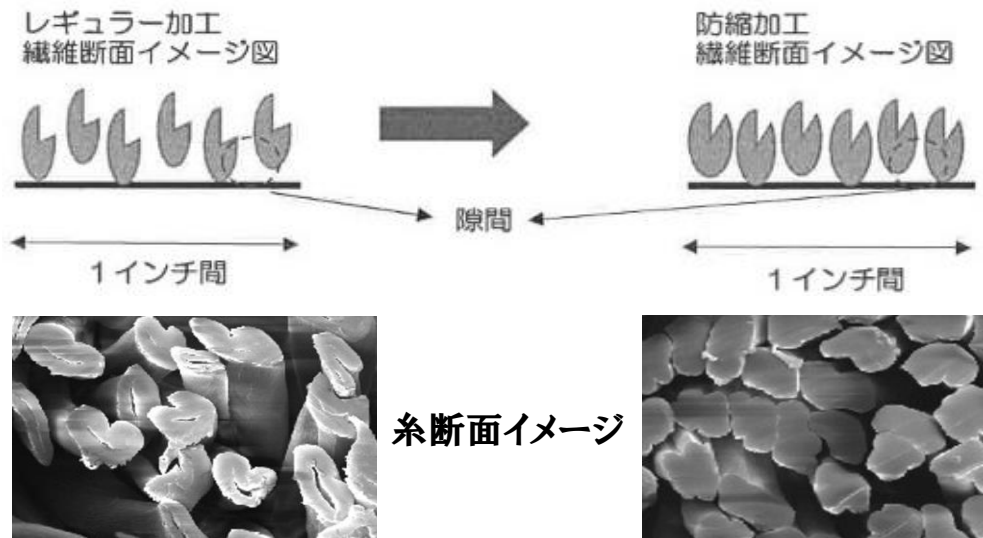 レギュラー加工
繊維断面イメージ図
防縮加工
繊維断面イメージ図
隙間
1インチ間
1インチ間
糸断面イメージ